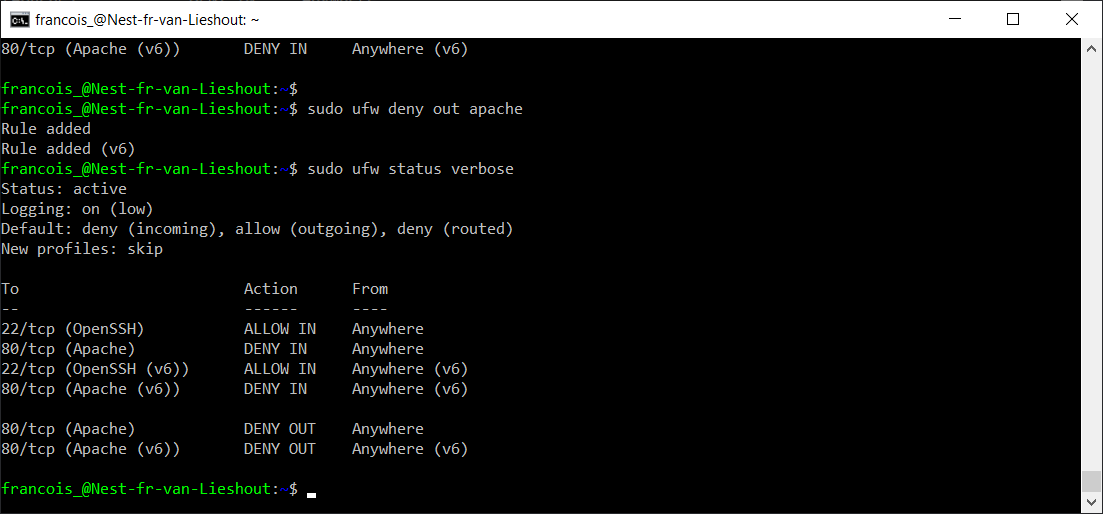 francois_@Nest-fr-van-Lieshout: ~
80/tcp (Apache (v6))       DENY IN     Anywhere (v6)
francois_@Nest-fr-van-Lieshout:~$
francois_@Nest-fr-van-Lieshout:~$ sudo ufw deny out apache
Rule added
Rule added (v6)
francois_@Nest-fr-van-Lieshout:~$ sudo ufw status verbose
Status: active
Logging: on (low)
Default: deny (incoming), allow (outgoing), deny (routed)
New profiles: skip
To                         Action      From
--                         ------      ----
22/tcp (OpenSSH)           ALLOW IN    Anywhere
80/tcp (Apache)            DENY IN     Anywhere
22/tcp (OpenSSH (v6))      ALLOW IN    Anywhere (v6)
80/tcp (Apache (v6))       DENY IN     Anywhere (v6)
80/tcp (Apache)            DENY OUT    Anywhere
80/tcp (Apache (v6))       DENY OUT    Anywhere (v6)
francois_@Nest-fr-van-Lieshout:~$